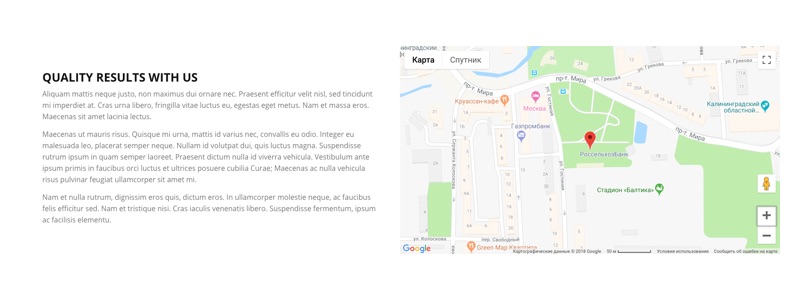 QUALITY RESULTS WITH US
Aliquam mattis neque justo, non maximus dui ornare nec. Praesent efficitur velit nisl, sed tincidunt
mi imperdiet at. Cras urna libero, fringilla vitae luctus eu, egestas eget metus. Nam et massa eros.
Maecenas sit amet lacinia lectus.
Maecenas ut mauris risus. Quisque mi urna, mattis id varius nec, convallis eu odio. Integer eu
malesuada leo, placerat semper neque. Nullam id volutpat dui, quis luctus magna. Suspendisse
rutrum ipsum in quam semper laoreet. Praesent dictum nulla id viverra vehicula. Vestibulum ante
ipsum primis in faucibus orci luctus et ultrices posuere cubilia Curae; Maecenas ac nulla vehicula
risus pulvinar feugiat ullamcorper sit amet mi.
Nam et nulla rutrum, dignissim eros quis, dictum eros. In ullamcorper molestie neque, ac faucibus
felis efficitur sed. Nam et tristique nisi. Cras iaculis venenatis libero. Suspendisse fermentum, ipsum
ac facilisis elementu.
Карта
Спутник
ул. Грекова
ул. Грекова
пр-т. Мира
пр-т. Мира
пр-т. Мира
Круассан-кафе
Москва
Калининградский
областной...
Газпромбанк
РоссельхозБанк
ул. Сержанта Колоскова
ул. Гостиная
Стадион «Балтика»
ул. Колоскова
пер. Свободный
Green Map
Google
Картографические данные © 2018 Google
50 м
Условия использования
Сообщить об ошибке на карте